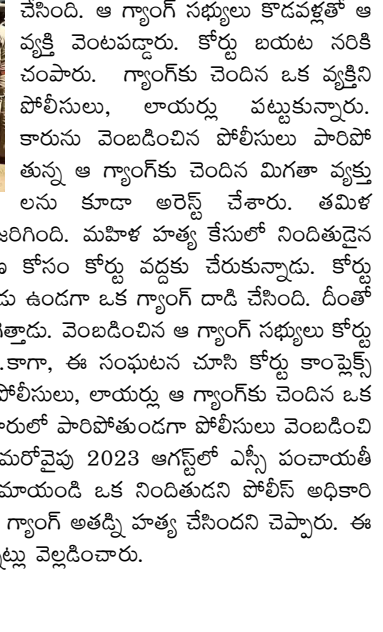 చేసింది. ఆ గ్యాంగ్ సభ్యులు కొడవళ్లతో ఆ
వ్యక్తి వెంటపడ్డారు. కోర్టు బయట నరికి
చంపారు. గ్యాంగ్‌కు చెందిన ఒక వ్యక్తిని
పోలీసులు, లాయర్లు పట్టుకున్నారు.
కారును వెంబడించిన పోలీసులు పారిపో
తున్న ఆ గ్యాంగ్‌కు చెందిన మిగతా వ్యక్తు
లను కూడా అరెస్ట్ చేశారు. తమిళ
జరిగింది. మహిళ హత్య కేసులో నిందితుడైన
కోసం కోర్టు వద్దకు చేరుకున్నాడు. కోర్టు
ఉండగా ఒక గ్యాంగ్ దాడి చేసింది. దీంతో
వెంబడించిన ఆ గ్యాంగ్ సభ్యులు కోర్టు
.కాగా, ఈ సంఘటన చూసి కోర్టు కాంప్లెక్స్
పోలీసులు, లాయర్లు ఆ గ్యాంగ్‌కు చెందిన ఒక
పారిపోతుండగా పోలీసులు వెంబడించి
మరోవైపు 2023 ఆగస్ట్‌లో ఎస్సీ పంచాయతీ
మాయండి ఒక నిందితుడని పోలీస్ అధికారి
గ్యాంగ్ అతడ్ని హత్య చేసిందని చెప్పారు. ఈ
వెల్లడించారు.